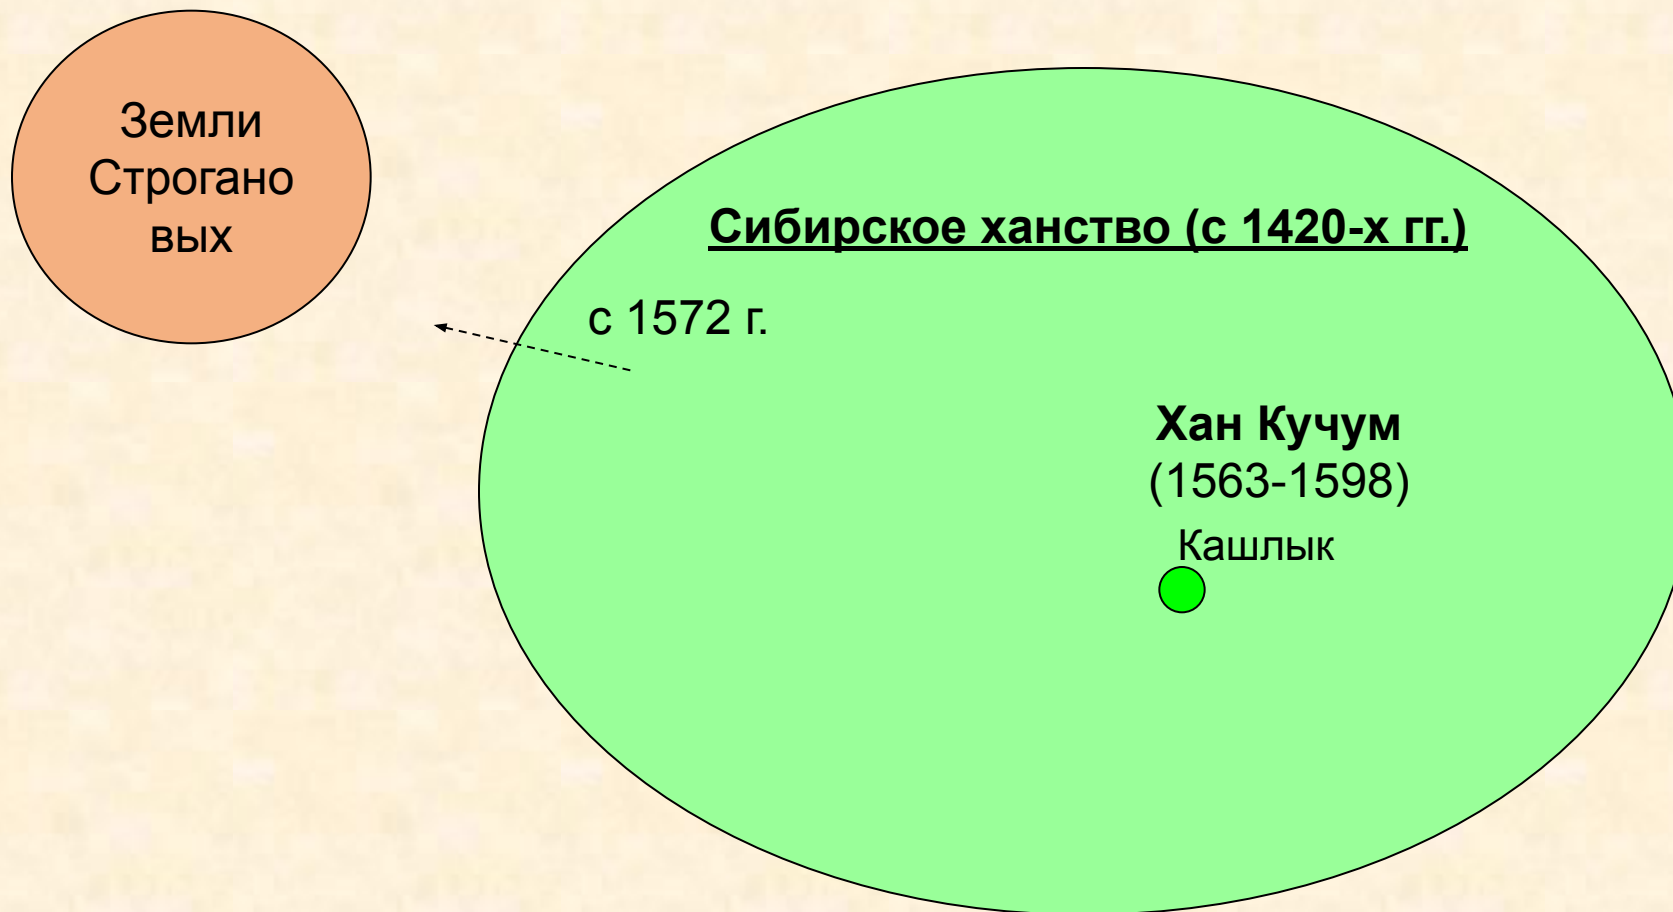 Земли
Строгано
вых
Сибирское ханство (с 1420-х гг.)
с 1572 г.
Хан Кучум
(1563-1598)
Кашлык